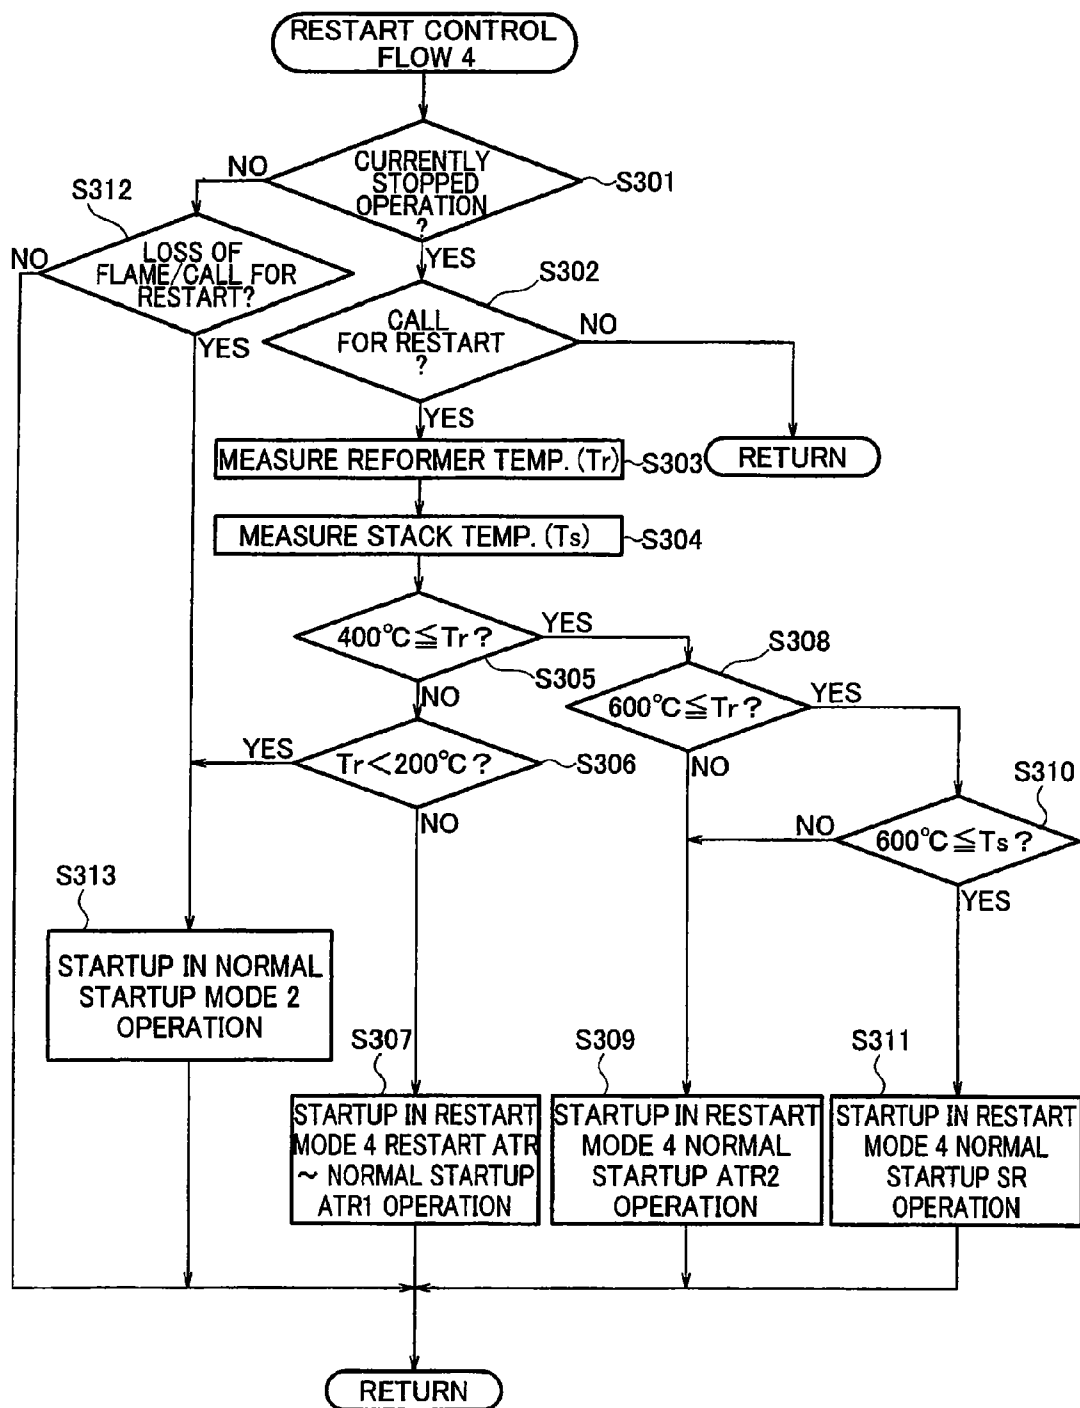 RESTART CONTROL
FLOW 4
CURRENTLY
STOPPED
OPERATION
?
S301
NO
YES
S312
LOSS OF
FLAME/CALL FOR
RESTART?
NO
YES
S302
CALL
FOR RESTART
?
NO
YES
RETURN
MEASURE REFORMER TEMP. (Tr)
S303
MEASURE STACK TEMP. (Ts)
S304
400°C≦Tr?
YES
S305
NO
S308
600°C≦Tr?
YES
NO
Tr<200°C?
YES
S306
NO
S310
600°C≦Ts?
NO
YES
S313
STARTUP IN NORMAL
STARTUP MODE 2
OPERATION
S307
STARTUP IN RESTART
MODE 4 RESTART ATR
~ NORMAL STARTUP
ATR1 OPERATION
S309
STARTUP IN RESTART
MODE 4 NORMAL
STARTUP ATR2
OPERATION
S311
STARTUP IN RESTART
MODE 4 NORMAL
STARTUP SR
OPERATION
RETURN